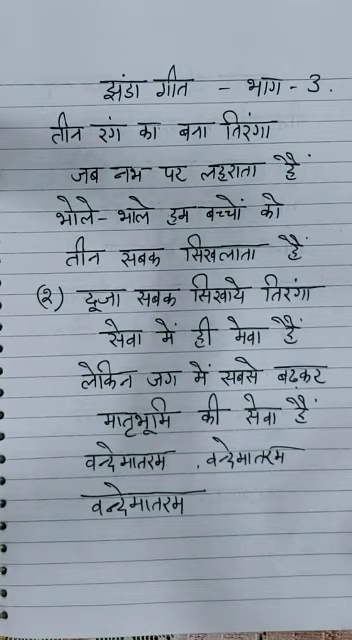 झंडा गीत - भाग - 3.
तीन रंग का बना तिरंगा
जब नभ पर लहराता है
भोले - भाले हम बच्चों को
तीन सबक सिखलाता है
(२) दूजा सबक सिखाये तिरंगा
सेवा में ही मेवा है
लेकिन जग में सबसे बढ़कर
मातृभूमि की सेवा है
वन्देमातरम , वन्देमातरम
वन्देमातरम